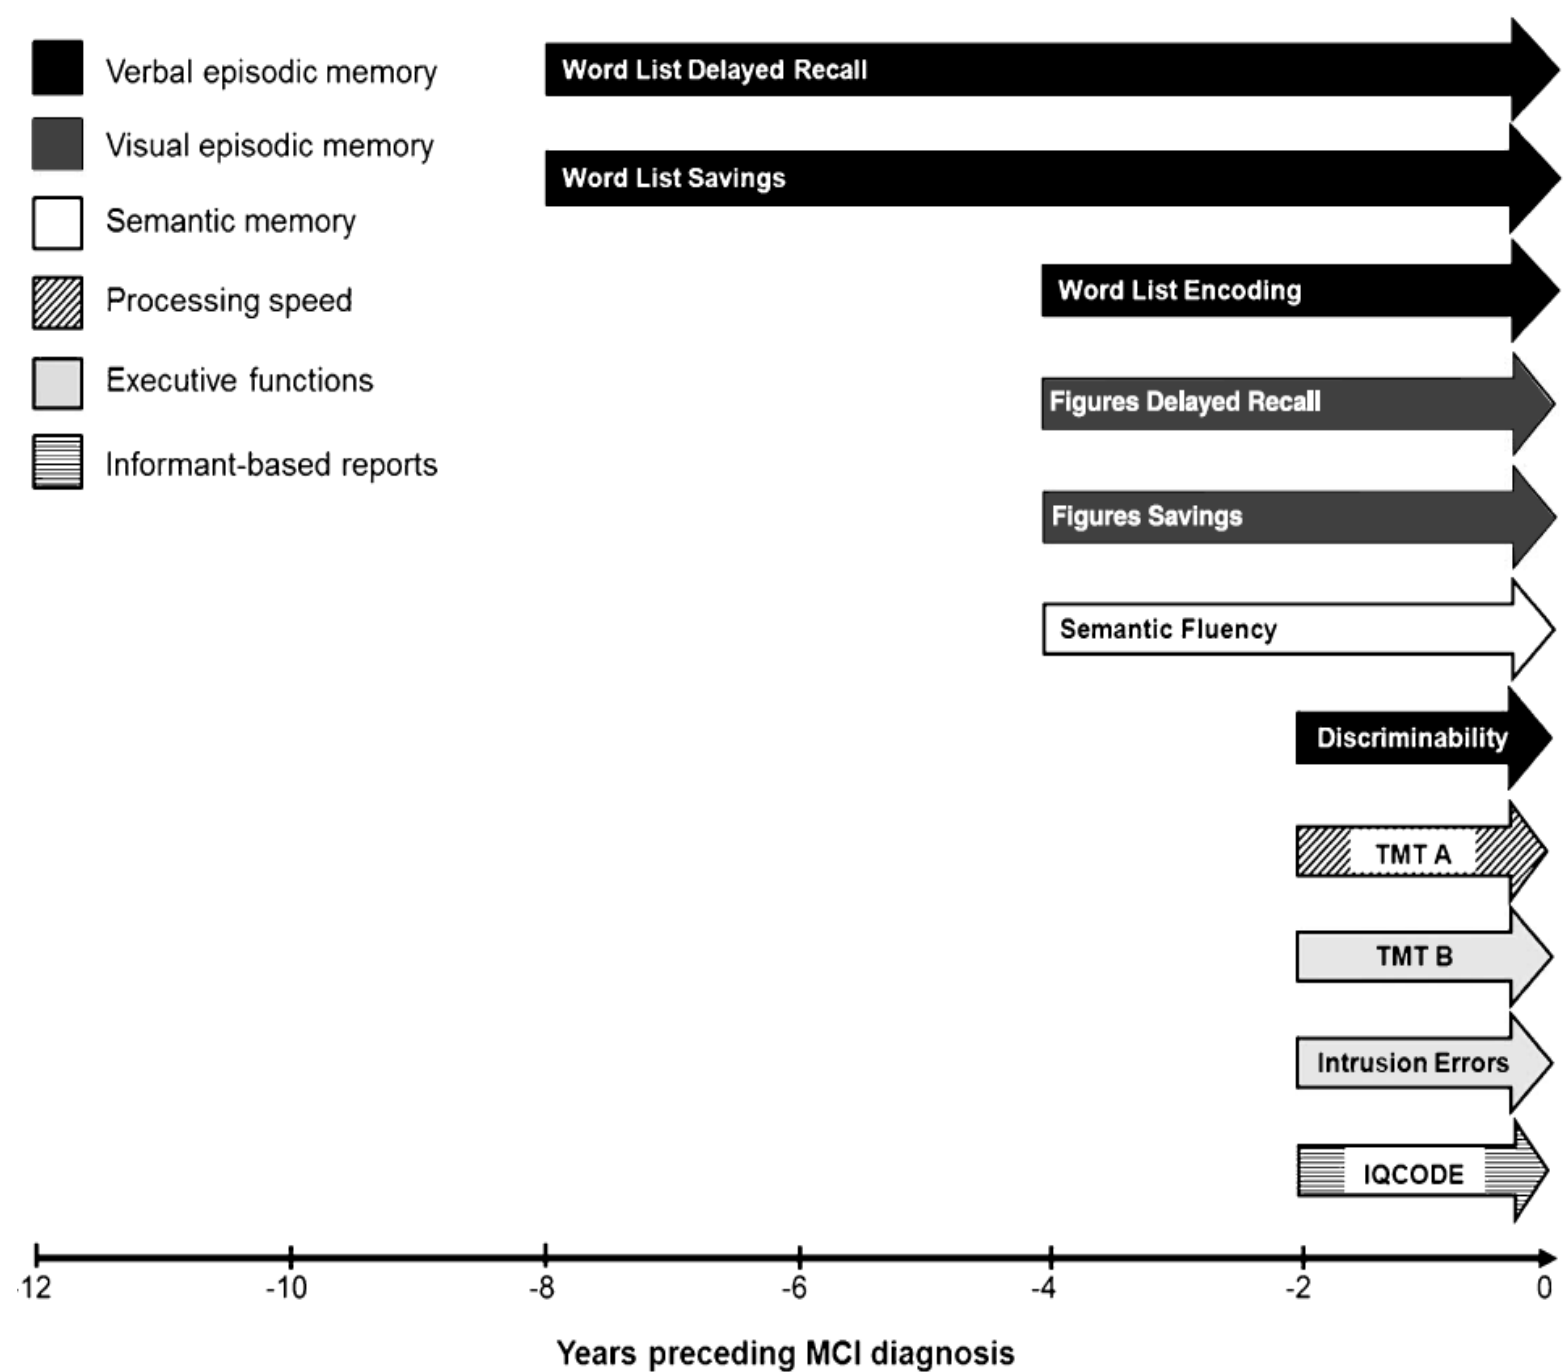 Verbal episodic memory
Visual episodic memory
Semantic memory
Processing speed
Executive functions
Informant-based reports
Word List Delayed Recall
Word List Savings
Word List Encoding
Figures Delayed Recall
Figures Savings
Semantic Fluency
Discriminability
TMT A
TMT B
Intrusion Errors
IQCODE
-12 -10 -8 -6 -4 -2 0
Years preceding MCI diagnosis